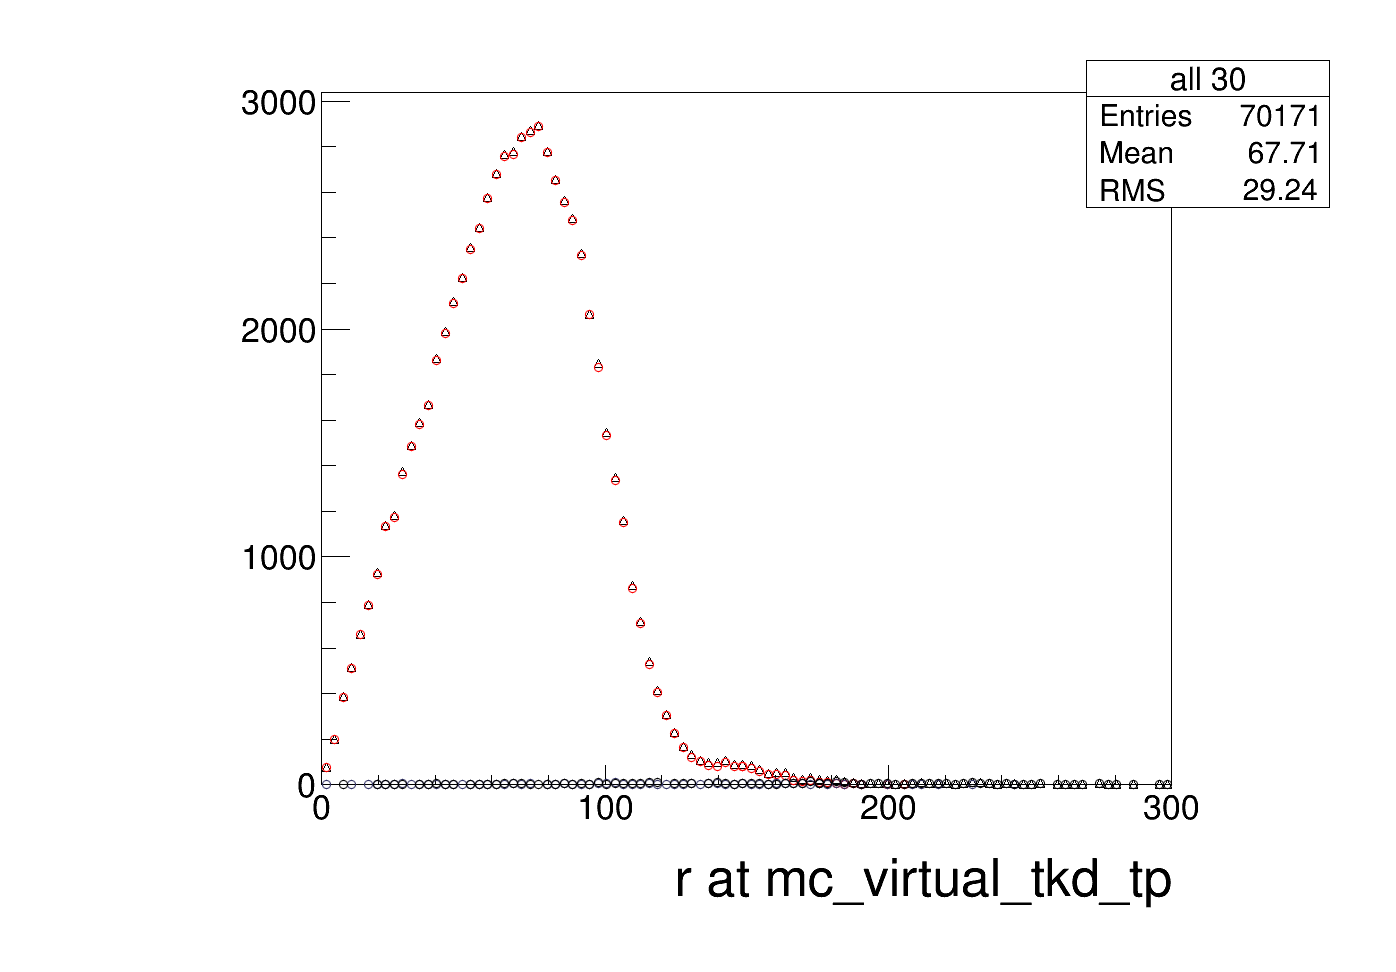 all 30
Entries 70171
Mean 67.71
RMS 29.24
3000
2000
1000
0
0 100 200 300
r at mc_virtual_tkd_tp